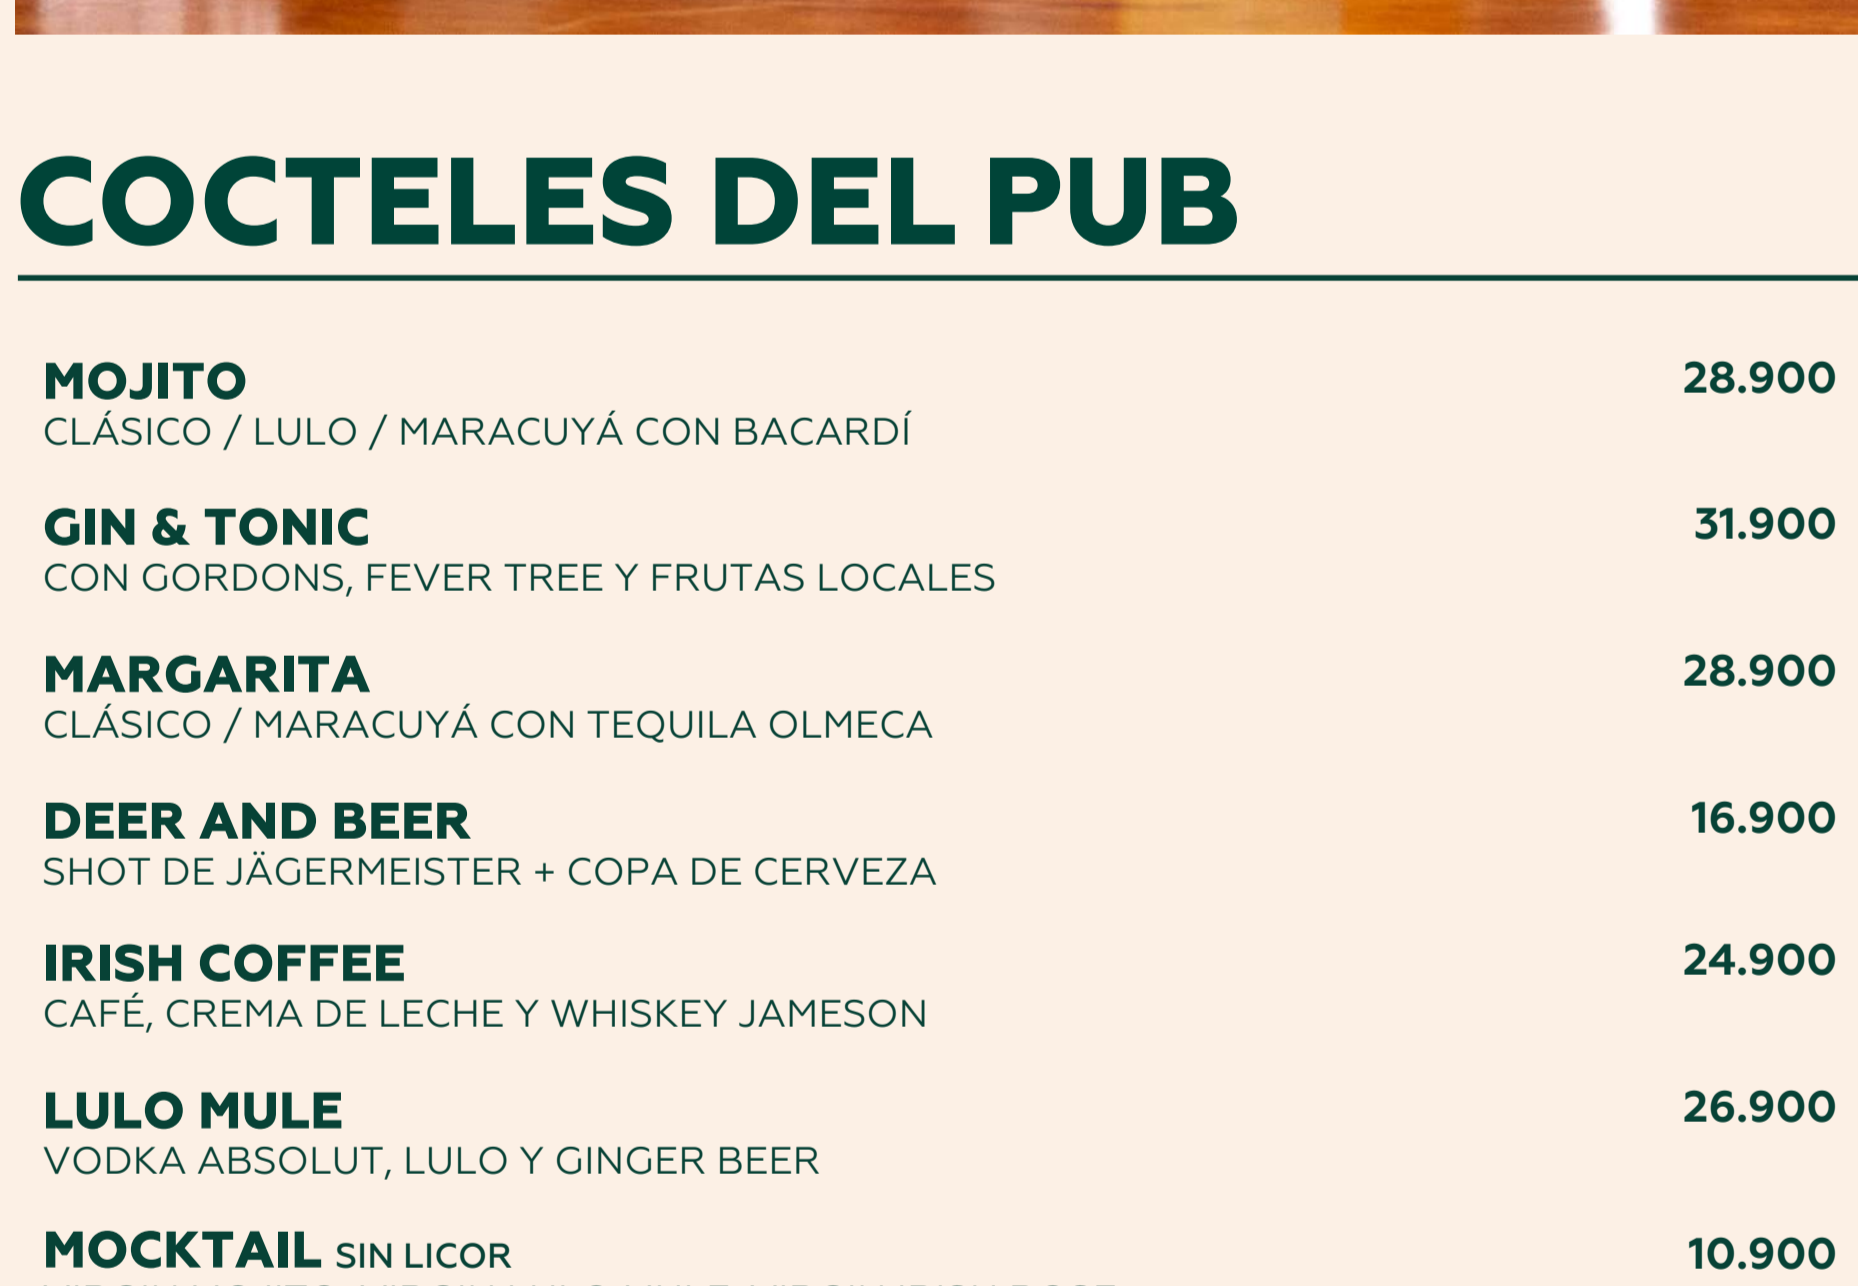 COCTELES DEL PUB
MOJITO 28.900
CLÁSICO / LULO / MARACUYÁ CON BACARDÍ
GIN & TONIC 31.900
CON GORDONS, FEVER TREE Y FRUTAS LOCALES
MARGARITA 28.900
CLÁSICO / MARACUYÁ CON TEQUILA OLMECA
DEER AND BEER 16.900
SHOT DE JÄGERMEISTER + COPA DE CERVEZA
IRISH COFFEE 24.900
CAFÉ, CREMA DE LECHE Y WHISKEY JAMESON
LULO MULE 26.900
VODKA ABSOLUT, LULO Y GINGER BEER
MOCKTAIL SIN LICOR 10.900